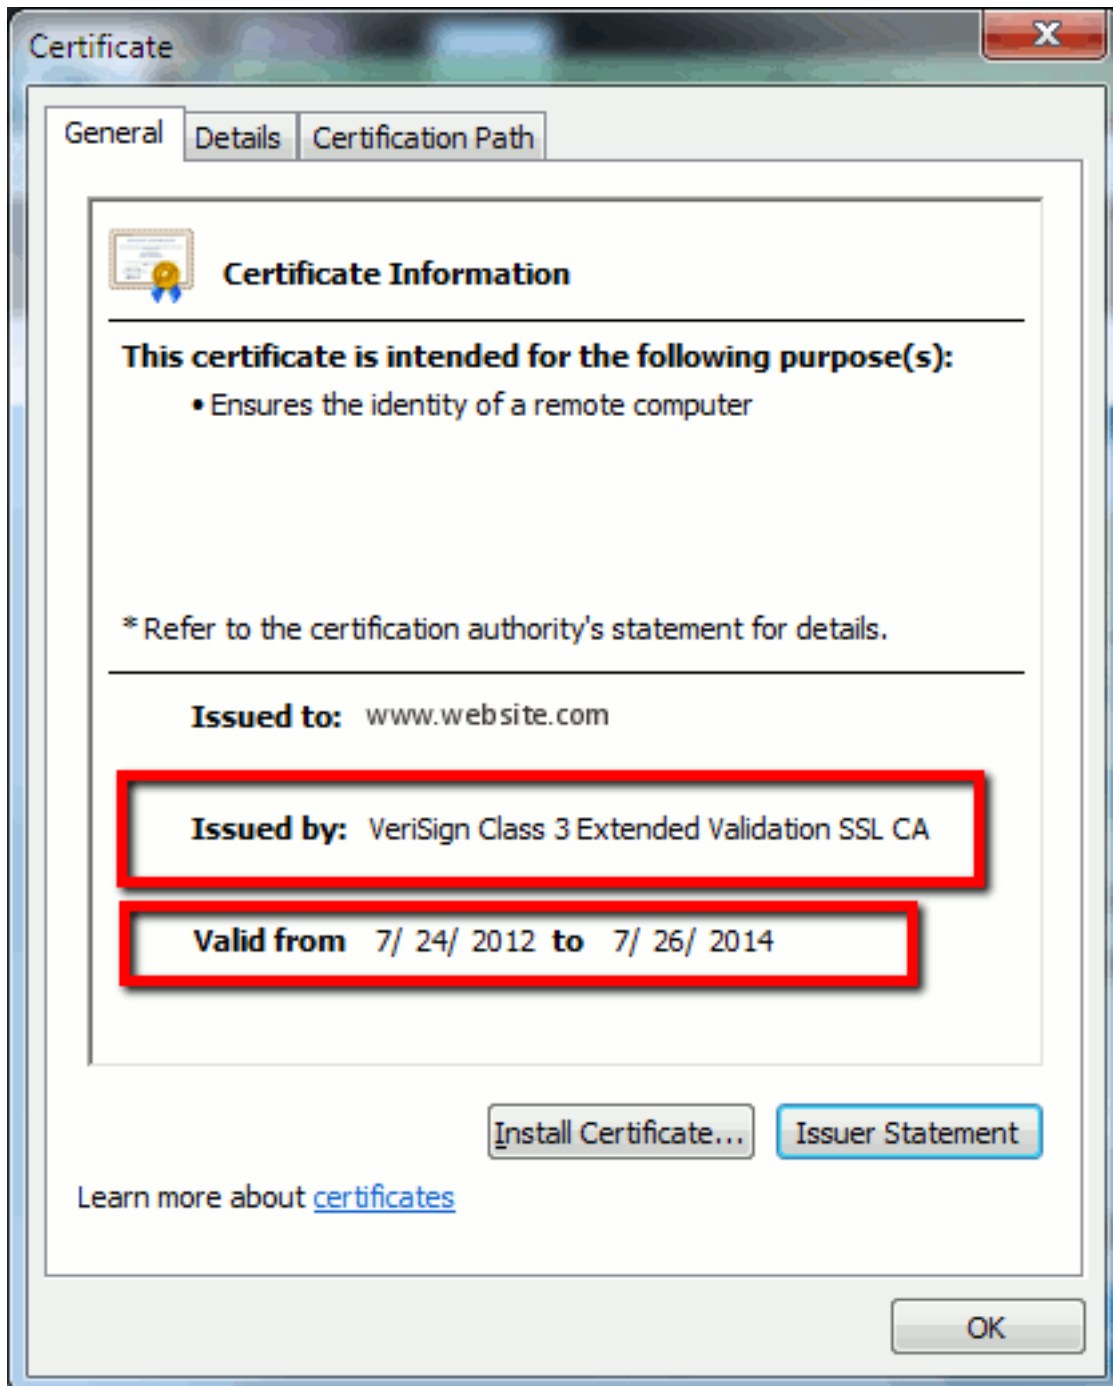 Certificate
General Details Certification Path
Certificate Information
This certificate is intended for the following purpose(s):
• Ensures the identity of a remote computer
* Refer to the certification authority's statement for details.
Issued to: www.website.com
Issued by: VeriSign Class 3 Extended Validation SSL CA
Valid from 7/ 24/ 2012 to 7/ 26/ 2014
Install Certificate... Issuer Statement
Learn more about certificates
OK